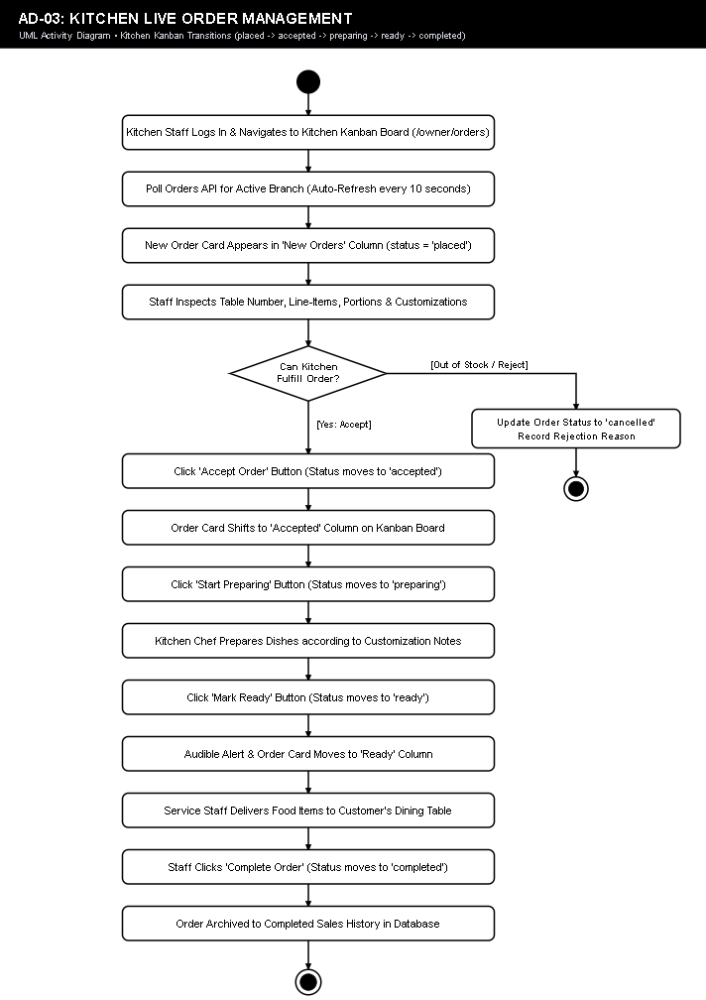 AD-03: KITCHEN LIVE ORDER MANAGEMENT
UML Activity Diagram • Kitchen Kanban Transitions (placed -> accepted -> preparing -> ready -> completed)
Kitchen Staff Logs In & Navigates to Kitchen Kanban Board (/owner/orders)
Poll Orders API for Active Branch (Auto-Refresh every 10 seconds)
New Order Card Appears in 'New Orders' Column (status = 'placed')
Staff Inspects Table Number, Line-Items, Portions & Customizations
Can Kitchen
Fulfill Order?
[Out of Stock / Reject]
Update Order Status to 'cancelled'
Record Rejection Reason
[Yes: Accept]
Click 'Accept Order' Button (Status moves to 'accepted')
Order Card Shifts to 'Accepted' Column on Kanban Board
Click 'Start Preparing' Button (Status moves to 'preparing')
Kitchen Chef Prepares Dishes according to Customization Notes
Click 'Mark Ready' Button (Status moves to 'ready')
Audible Alert & Order Card Moves to 'Ready' Column
Service Staff Delivers Food Items to Customer's Dining Table
Staff Clicks 'Complete Order' (Status moves to 'completed')
Order Archived to Completed Sales History in Database